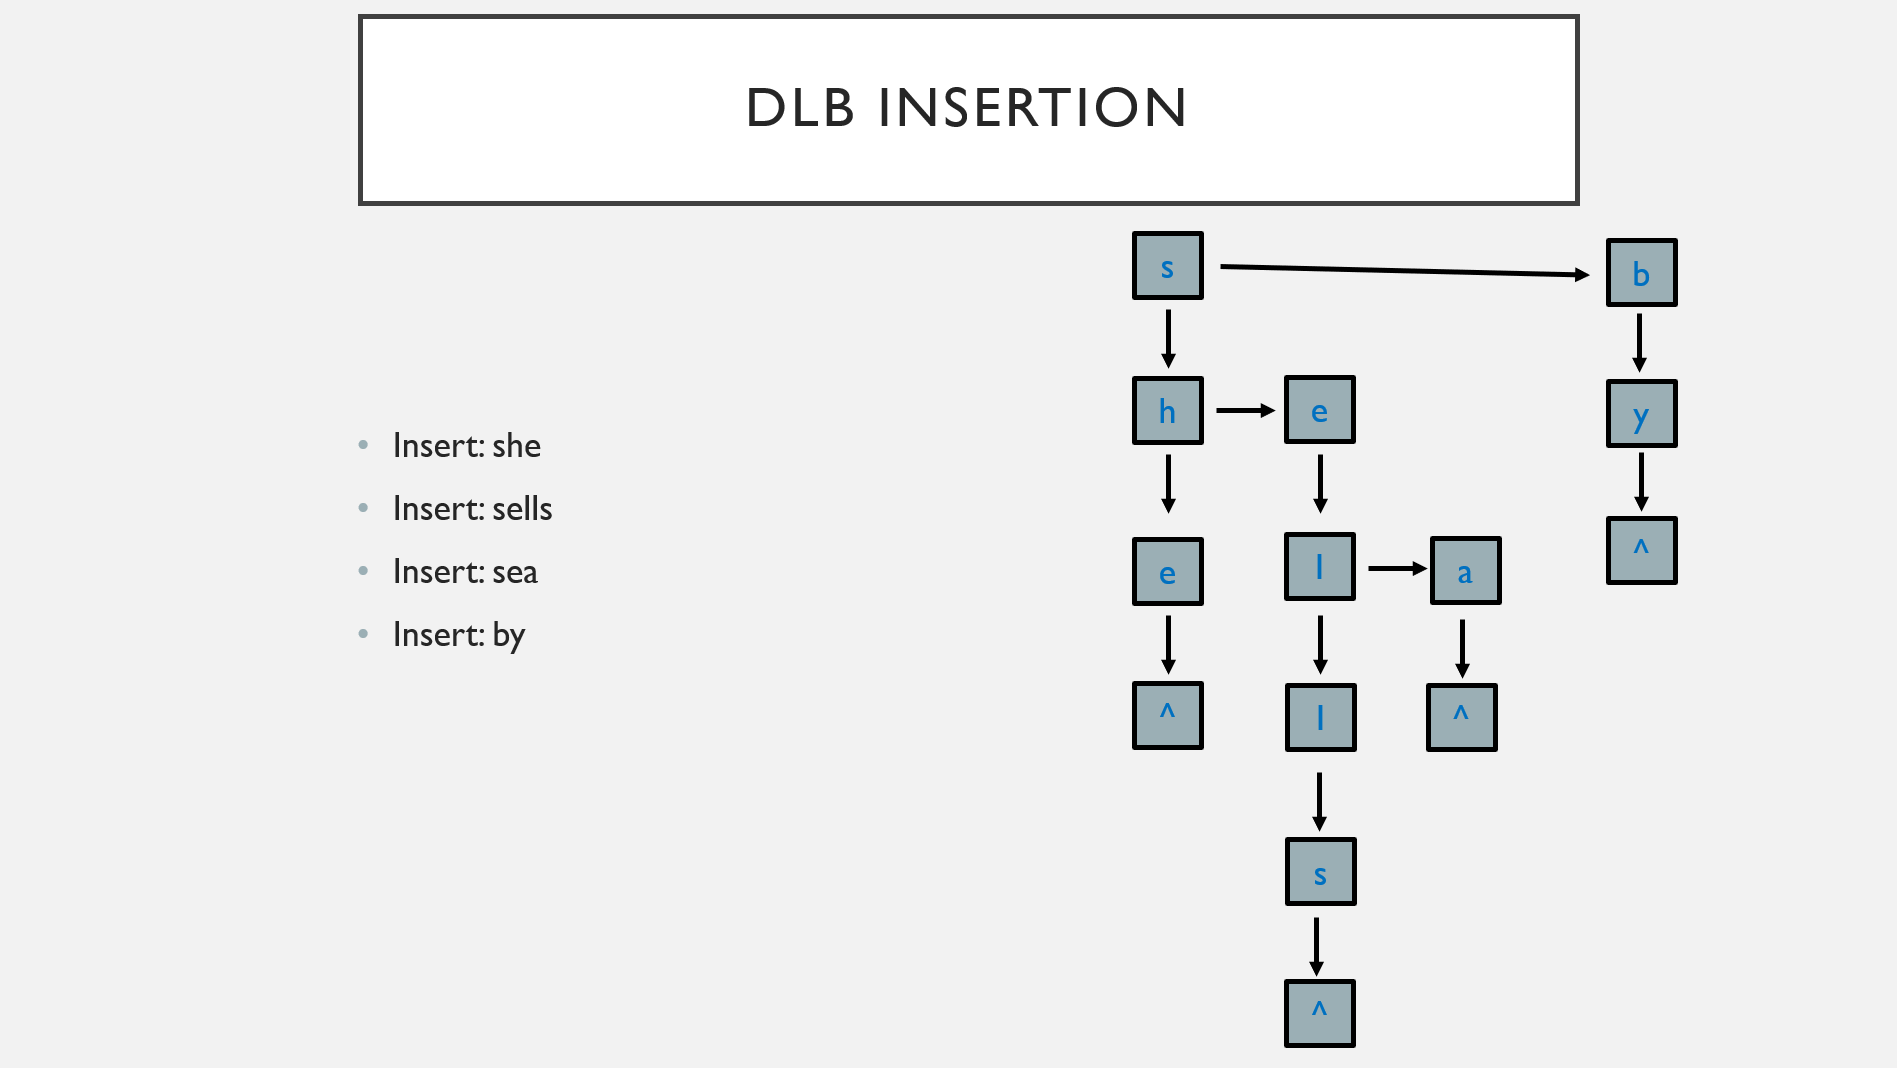 DLB INSERTION
s b
h e y
• Insert: she
• Insert: sells
• Insert: sea
• Insert: by
e l a ^
^ l ^
s
^